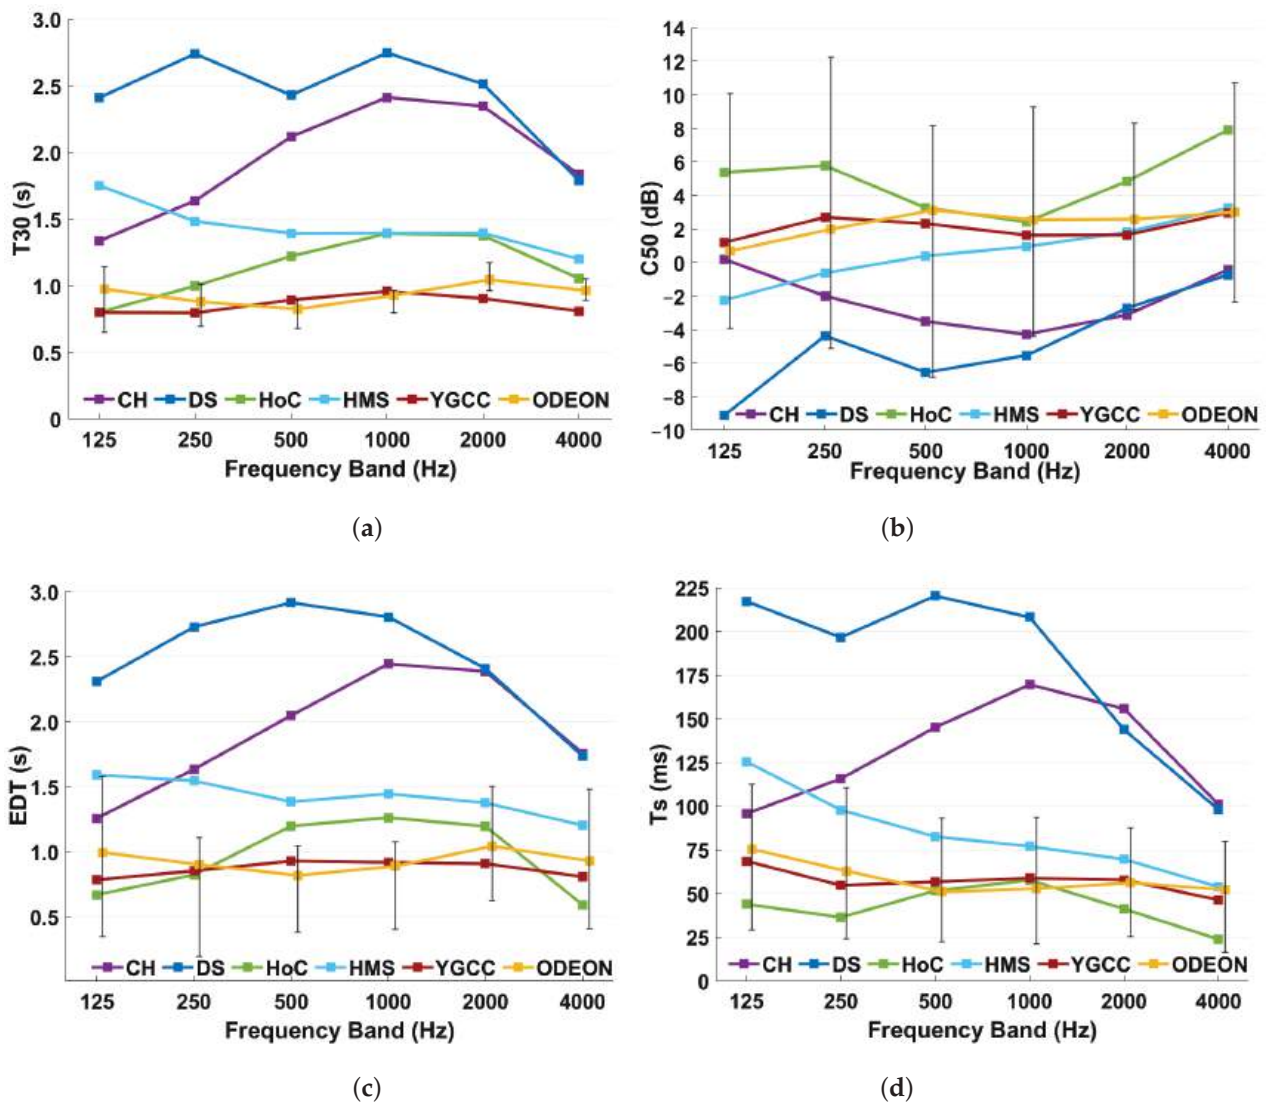 3.0
2.5
2.0
1.5
1.0
0.5
0
T30 (s)
CH DS HoC HMS YGCC ODEON
125 250 500 1000 2000 4000
Frequency Band (Hz)
(a)
14
12
10
8
6
4
2
0
−2
−4
−6
−8
−10
C50 (dB)
CH DS HoC HMS YGCC ODEON
125 250 500 1000 2000 4000
Frequency Band (Hz)
(b)
3.0
2.5
2.0
1.5
1.0
0.5
EDT (s)
CH DS HoC HMS YGCC ODEON
125 250 500 1000 2000 4000
Frequency Band (Hz)
(c)
225
200
175
150
125
100
75
50
25
0
Ts (ms)
CH DS HoC HMS YGCC ODEON
125 250 500 1000 2000 4000
Frequency Band (Hz)
(d)